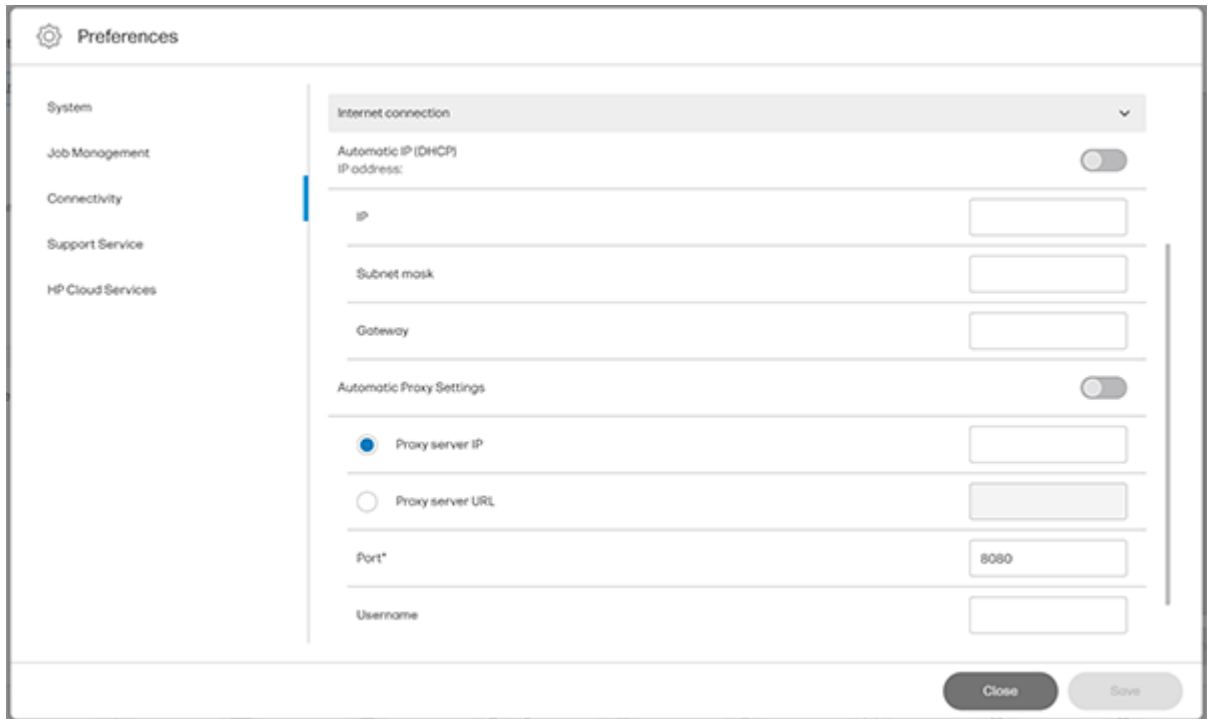 Preferences
System
Job Management
Connectivity
Support Service
HP Cloud Services
Internet connection
Automatic IP (DHCP)
IP address:
IP
Subnet mask
Gateway
Automatic Proxy Settings
Proxy server IP
Proxy server URL
Port* 8080
Username
Close Save